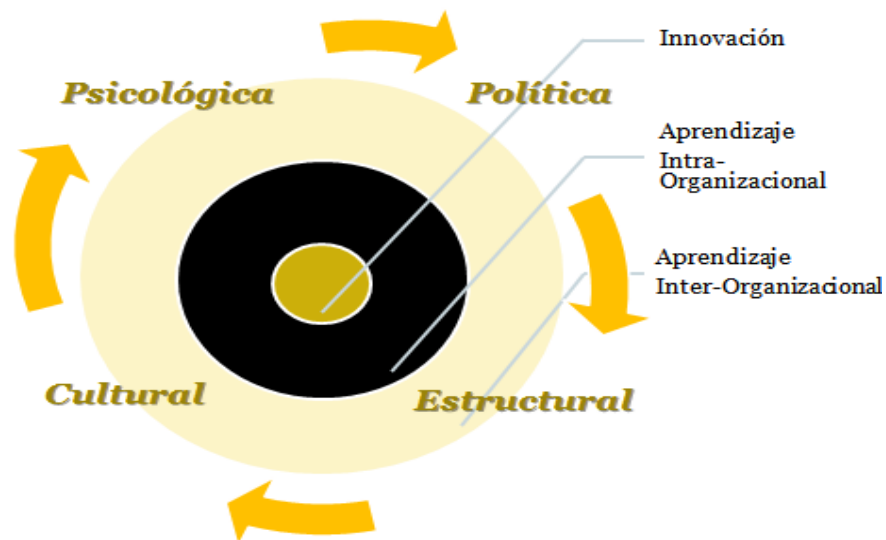 Innovación
Psicológica
Política
Aprendizaje
Intra-
Organizacional
Aprendizaje
Inter-Organizacional
Cultural
Estructural